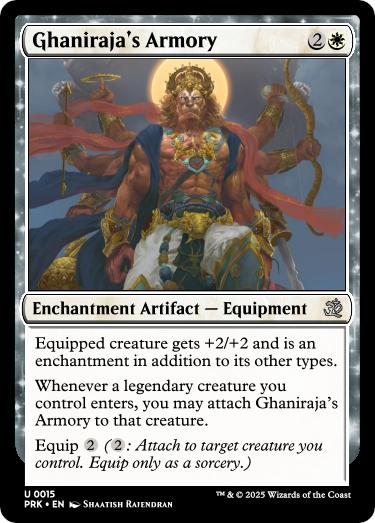 Ghaniraja's Armory 2
Enchantment Artifact — Equipment
Equipped creature gets +2/+2 and is an
enchantment in addition to its other types.
Whenever a legendary creature you
control enters, you may attach Ghaniraja's
Armory to that creature.
Equip 2 (2: Attach to target creature you
control. Equip only as a sorcery.)
U 0015
PRK • EN Shaatish Rajendran
™ & © 2025 Wizards of the Coast